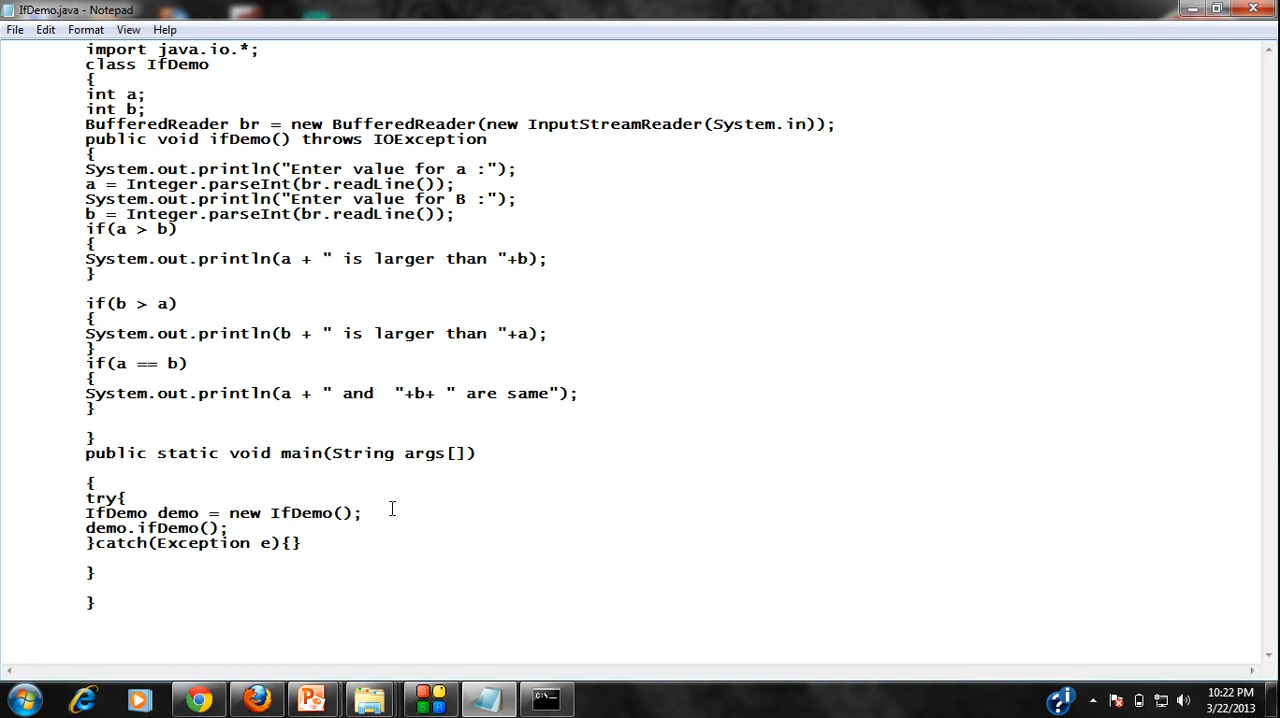 IfDemo.java - Notepad
File Edit Format View Help
import java.io.*;
class IfDemo
{
int a;
int b;
BufferedReader br = new BufferedReader(new InputStreamReader(System.in));
public void ifDemo() throws IOException
{
System.out.println("Enter value for a :");
a = Integer.parseInt(br.readLine());
System.out.println("Enter value for B :");
b = Integer.parseInt(br.readLine());
if(a > b)
{
System.out.println(a + " is larger than "+b);
}
if(b > a)
{
System.out.println(b + " is larger than "+a);
}
if(a == b)
{
System.out.println(a + " and  "+b+ " are same");
}
}
public static void main(String args[])
{
try{
IfDemo demo = new IfDemo();
demo.ifDemo();
}catch(Exception e){}
}
}
10:22 PM
3/22/2013